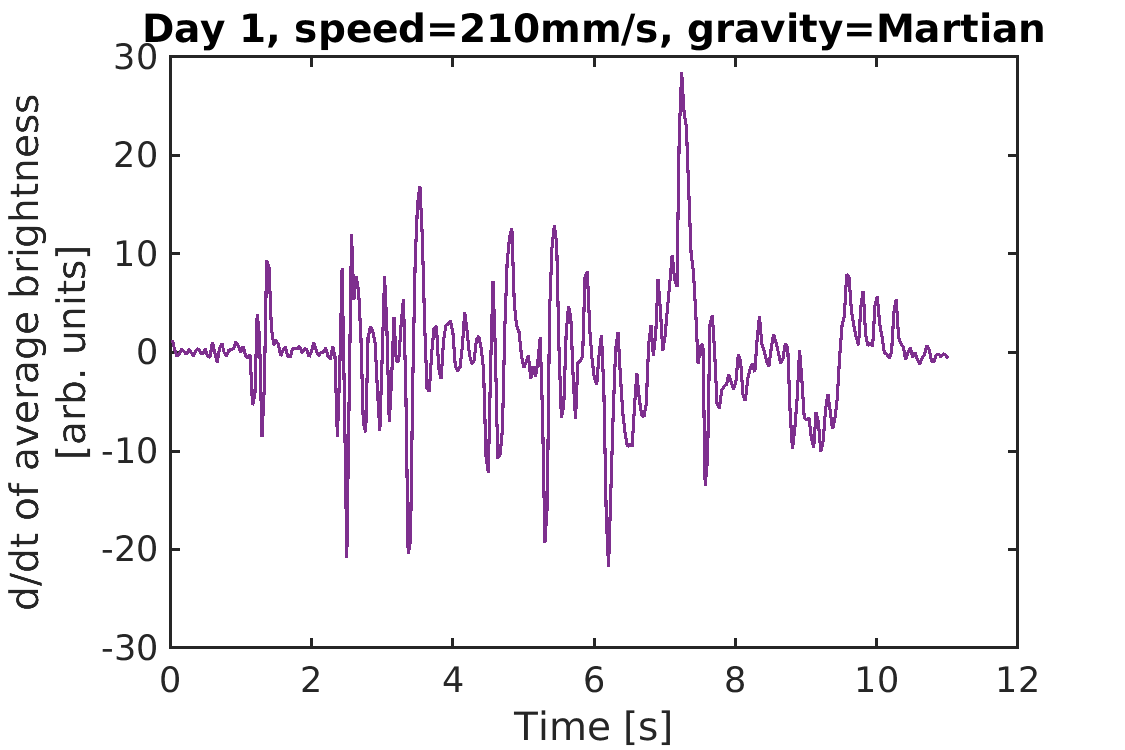 Day 1, speed=210mm/s, gravity=Martian
d/dt of average brightness
[arb. units]
30
20
10
0
-10
-20
-30
0 2 4 6 8 10 12
Time [s]